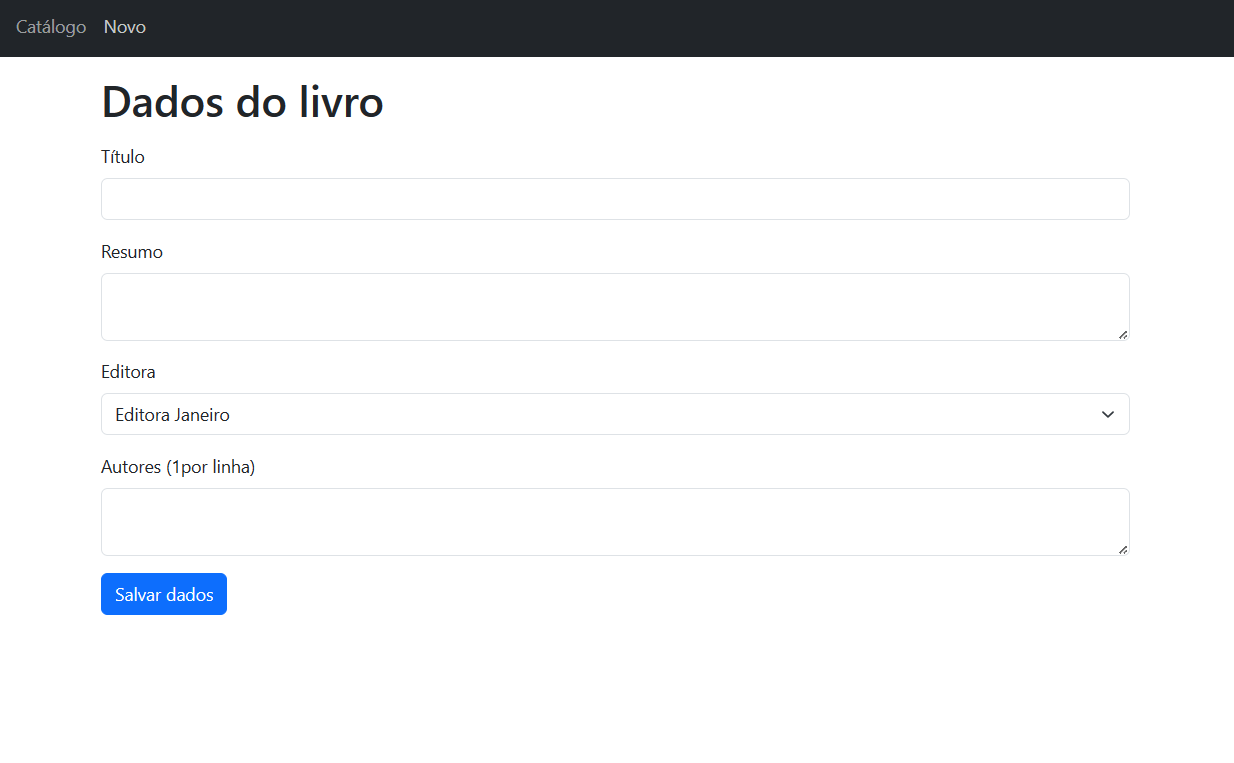 Catálogo Novo
Dados do livro
Título
Resumo
Editora
Editora Janeiro
Autores (1por linha)
Salvar dados